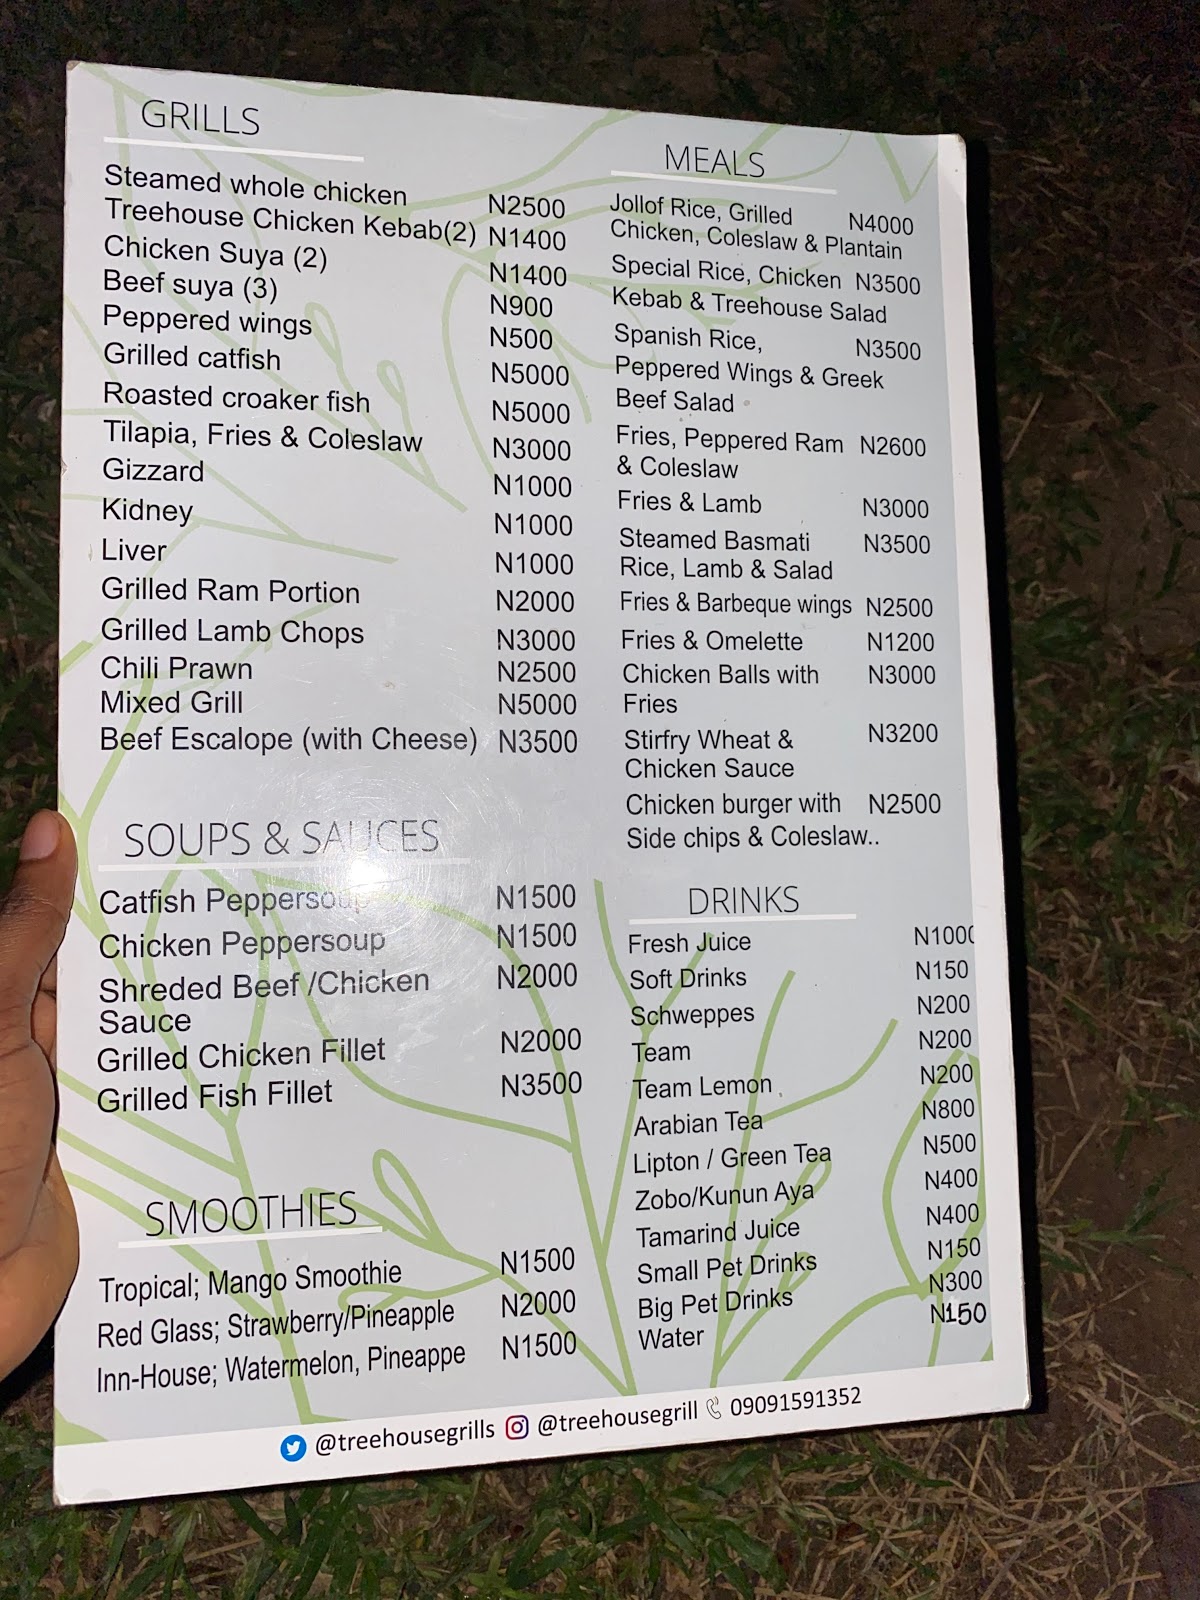 GRILLS
Steamed whole chicken N2500
Treehouse Chicken Kebab(2) N1400
Chicken Suya (2) N1400
Beef suya (3) N900
Peppered wings N500
Grilled catfish N5000
Roasted croaker fish N5000
Tilapia, Fries & Coleslaw N3000
Gizzard N1000
Kidney N1000
Liver N1000
Grilled Ram Portion N2000
Grilled Lamb Chops N3000
Chili Prawn N2500
Mixed Grill N5000
Beef Escalope (with Cheese) N3500
SOUPS & SAUCES
Catfish Peppersoup N1500
Chicken Peppersoup N1500
Shreded Beef /Chicken N2000
Sauce
Grilled Chicken Fillet N2000
Grilled Fish Fillet N3500
SMOOTHIES
Tropical; Mango Smoothie N1500
Red Glass; Strawberry/Pineapple N2000
Inn-House; Watermelon, Pineappe N1500
MEALS
Jollof Rice, Grilled N4000
Chicken, Coleslaw & Plantain
Special Rice, Chicken N3500
Kebab & Treehouse Salad
Spanish Rice, N3500
Peppered Wings & Greek
Beef Salad
Fries, Peppered Ram N2600
& Coleslaw
Fries & Lamb N3000
Steamed Basmati N3500
Rice, Lamb & Salad
Fries & Barbeque wings N2500
Fries & Omelette N1200
Chicken Balls with N3000
Fries
Stirfry Wheat & N3200
Chicken Sauce
Chicken burger with N2500
Side chips & Coleslaw..
DRINKS
Fresh Juice N1000
Soft Drinks N150
Schweppes N200
Team N200
Team Lemon N200
Arabian Tea N800
Lipton / Green Tea N500
Zobo/Kunun Aya N400
Tamarind Juice N400
Small Pet Drinks N150
Big Pet Drinks N300
Water N150
@treehousegrills @treehousegrill 09091591352